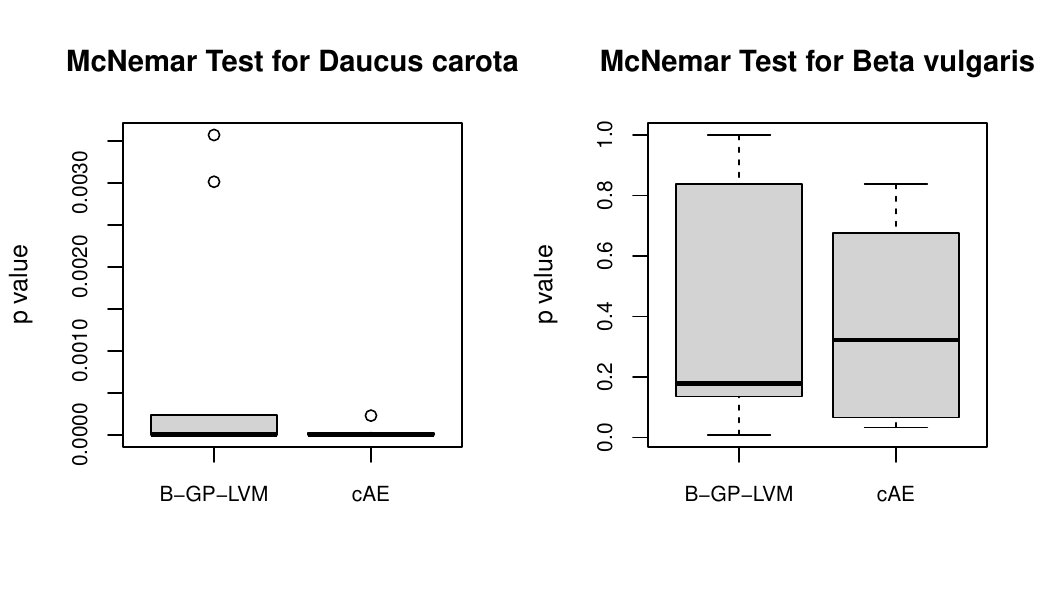 McNemar Test for Daucus carota
p value
0.0030
0.0020
0.0010
0.0000
B−GP−LVM cAE
McNemar Test for Beta vulgaris
p value
1.0
0.8
0.6
0.4
0.2
0.0
B−GP−LVM cAE